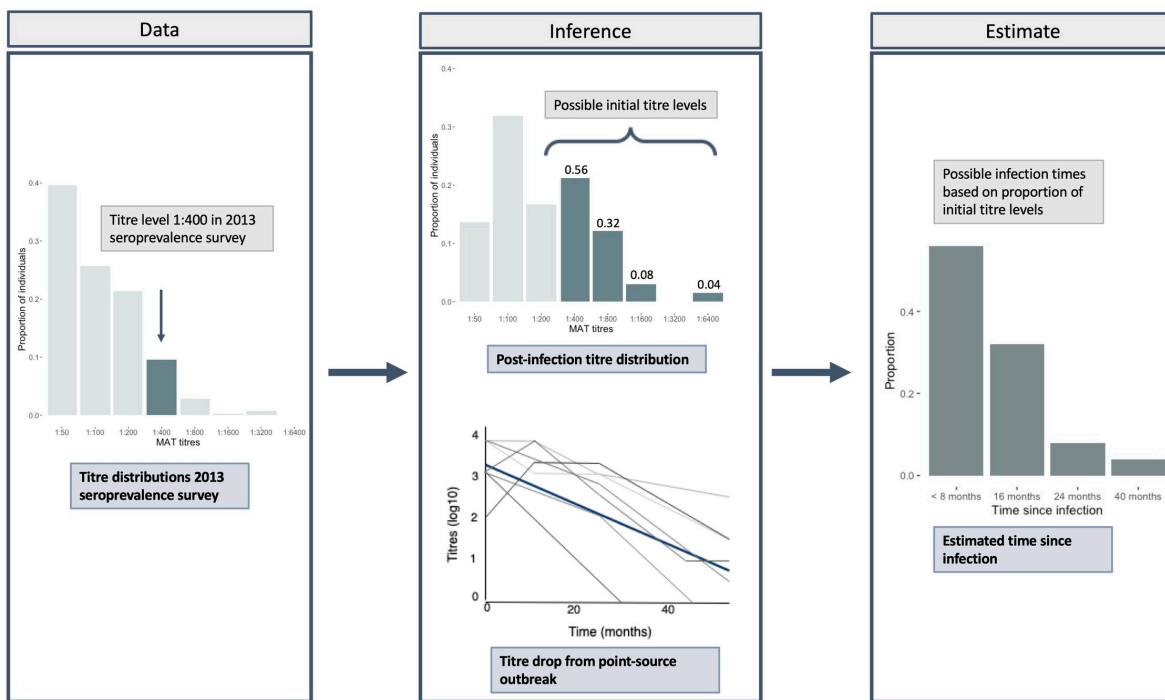 Data
Proportion of individuals
0.4
0.3
0.2
0.1
0.0
Titre level 1:400 in 2013
seroprevalence survey
1:50 1:100 1:200 1:400 1:800 1:1600 1:3200 1:6400
MAT titres
Titre distributions 2013
seroprevalence survey
Inference
Proportion of individuals
0.4
0.3
0.2
0.1
0.0
Possible initial titre levels
0.56
0.32
0.08
0.04
1:50 1:100 1:200 1:400 1:800 1:1600 1:3200 1:6400
MAT titres
Post-infection titre distribution
Titres (log10)
4
3
2
1
0
0 20 40
Time (months)
Titre drop from point-source
outbreak
Estimate
Possible infection times
based on proportion of
initial titre levels
Proportion
0.4
0.2
0.0
< 8 months 16 months 24 months 40 months
Time since infection
Estimated time since
infection